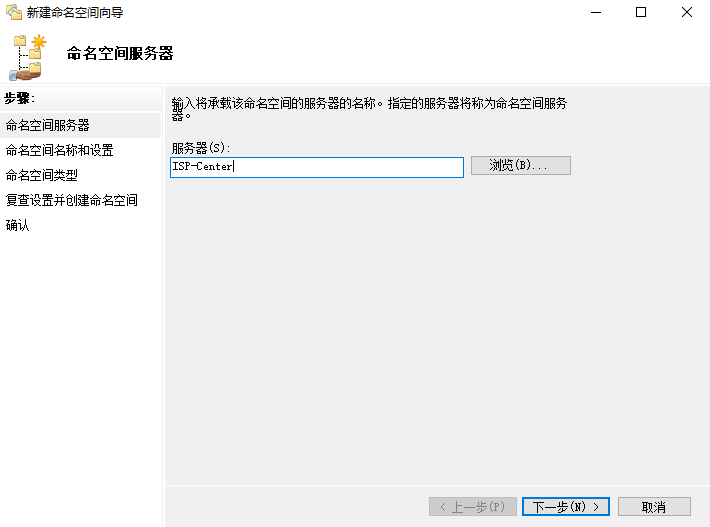 新建命名空间向导
命名空间服务器
步骤:
命名空间服务器
命名空间名称和设置
命名空间类型
复查设置并创建命名空间
确认
输入将承载该命名空间的服务器的名称。指定的服务器将称为命名空间服务
器。
服务器(S):
ISP-Center
浏览(B)...
< 上一步(P)
下一步(N) >
取消